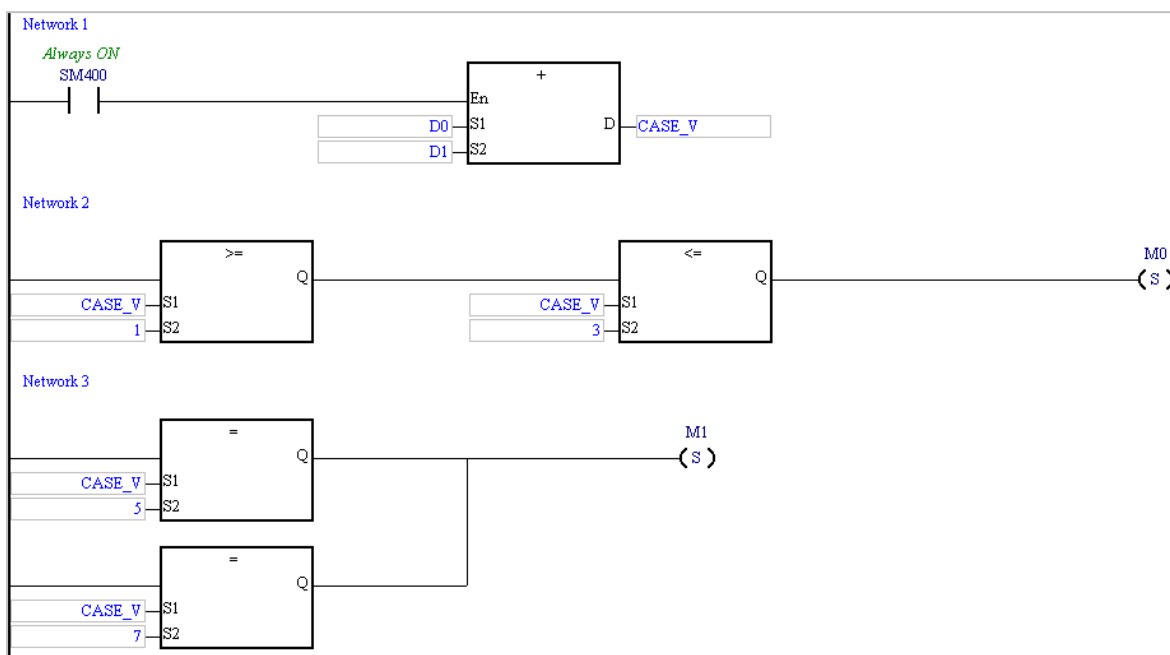 Network 1
Always ON
SM400
+
En
D0 S1 D CASE_V
D1 S2
Network 2
>= <= M0
Q Q ( S )
CASE_V S1 CASE_V S1
1 S2 3 S2
Network 3
= M1
Q ( S )
CASE_V S1
5 S2
=
Q
CASE_V S1
7 S2